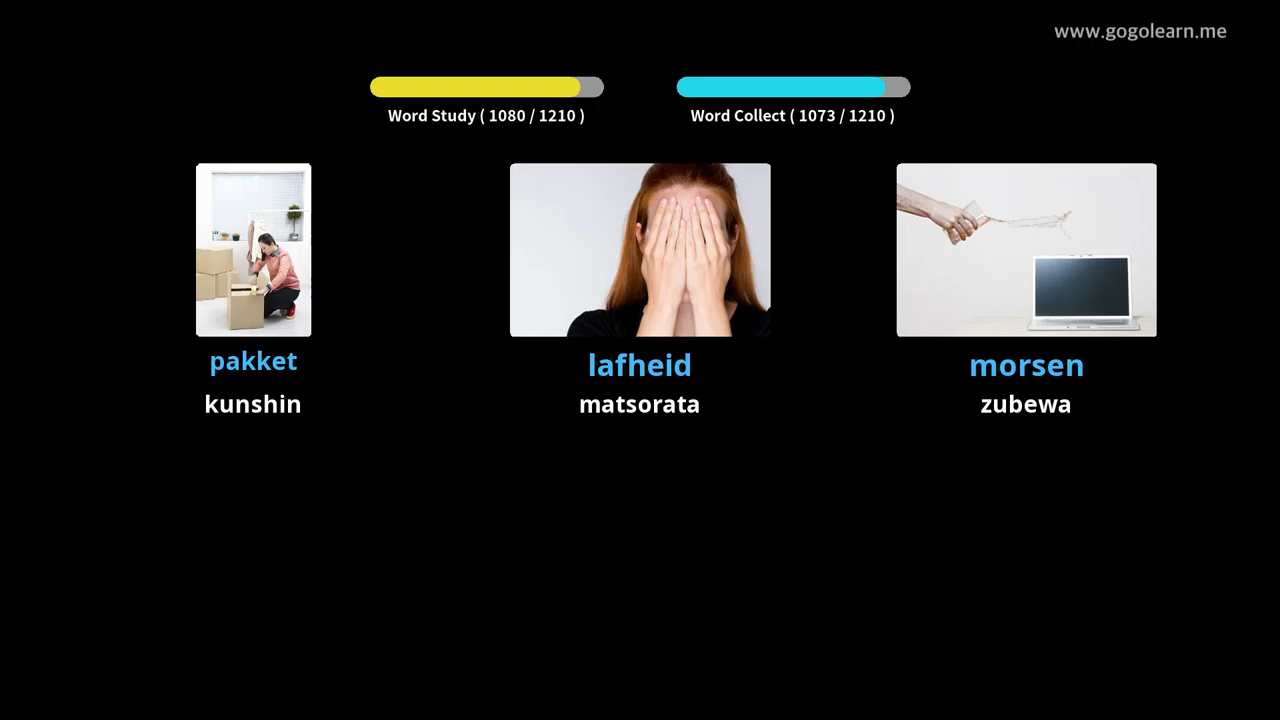 www.gogolearn.me
Word Study ( 1080 / 1210 )
Word Collect ( 1073 / 1210 )
pakket
kunshin
lafheid
matsorata
morsen
zubewa